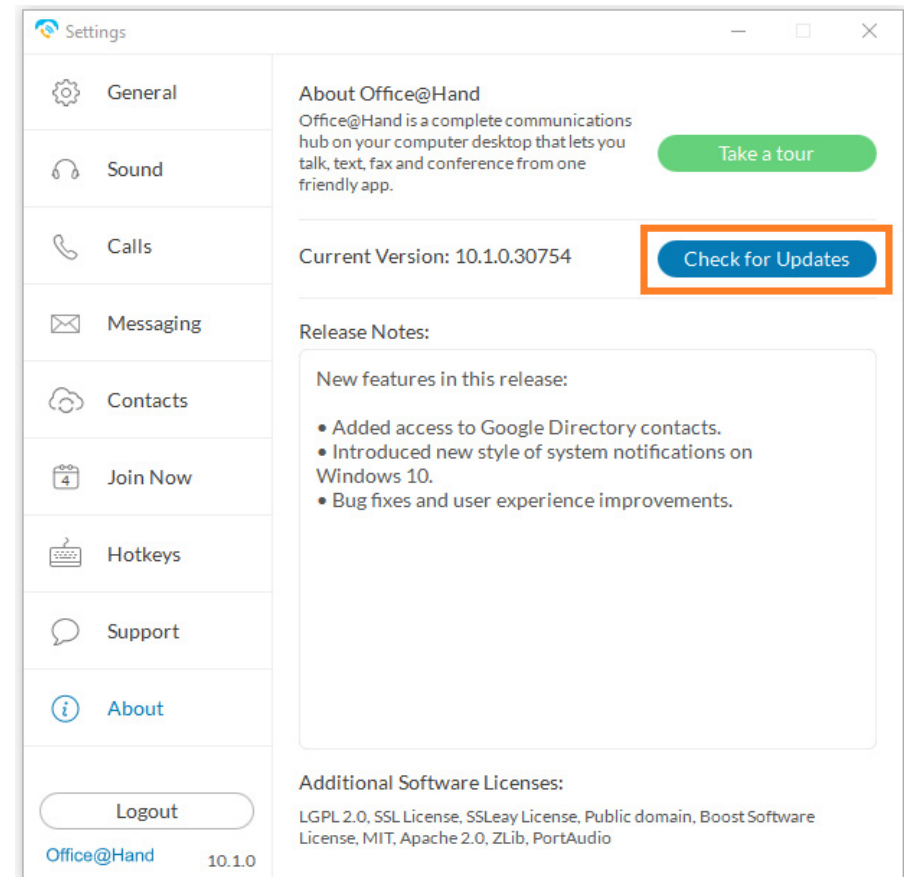 Settings
General
Sound
Calls
Messaging
Contacts
4
Join Now
Hotkeys
Support
i
About
Logout
Office@Hand
10.1.0
About Office@Hand
Office@Hand is a complete communications
hub on your computer desktop that lets you
talk, text, fax and conference from one
friendly app.
Take a tour
Current Version: 10.1.0.30754
Check for Updates
Release Notes:
New features in this release:
• Added access to Google Directory contacts.
• Introduced new style of system notifications on
Windows 10.
• Bug fixes and user experience improvements.
Additional Software Licenses:
LGPL 2.0, SSL License, SSLeay License, Public domain, Boost Software
License, MIT, Apache 2.0, ZLib, PortAudio